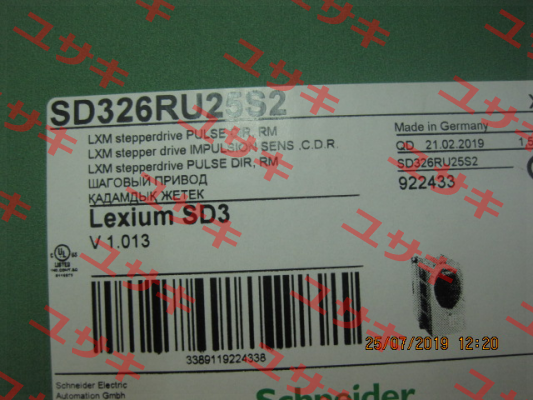 SD326RU25S2
LXM stepperdrive PULSE DIR. RM
LXM stepper drive IMPULSION SENS ,C.D.R.
LXM stepperdrive PULSE DIR. RM
ШАГОВЫЙ ПРИВОД
ҚАДАМДЫҚ ЖЕТЕК
Lexium SD3
V 1.013
Made in Germany
QD 21.02.2019
SD326RU25S2
922433
UL
LISTED
3389119224338
25/07/2019 12:20
Schneider Electric
Automation Gmbh
Schneider
ユサキ